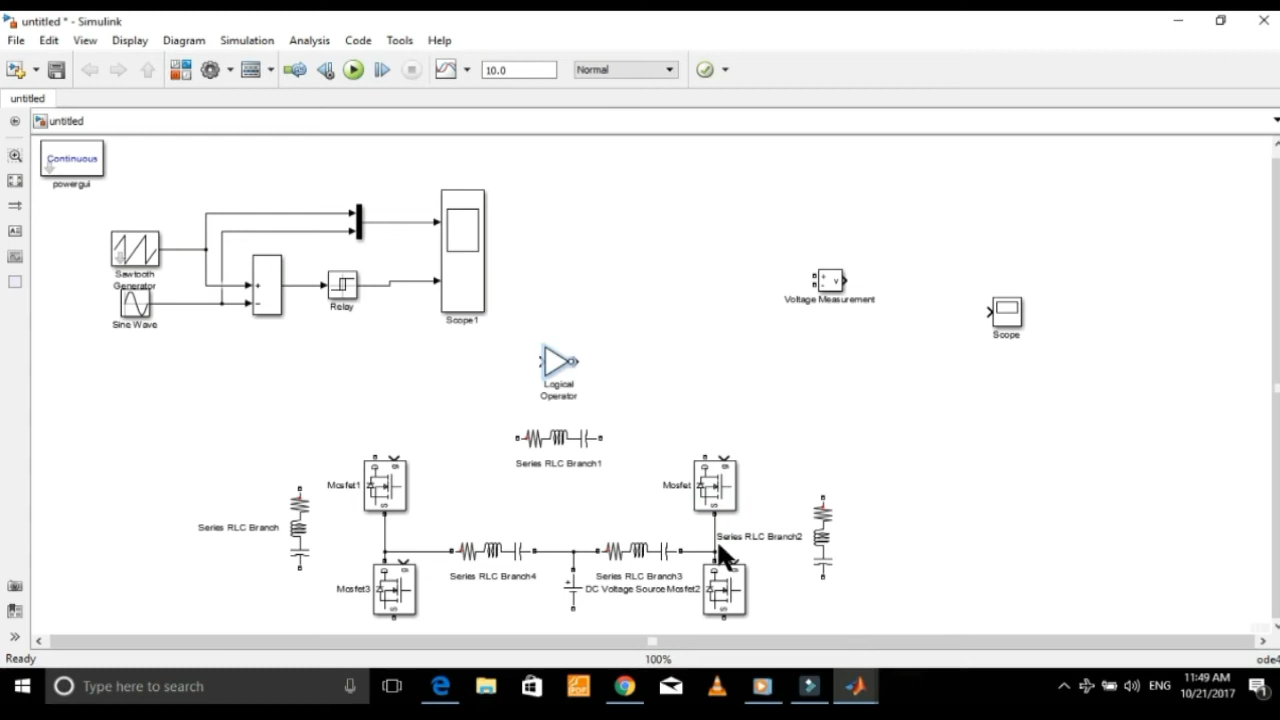 untitled * - Simulink
File Edit View Display Diagram Simulation Analysis Code Tools Help
10.0 Normal
untitled
untitled
Continuous
powergui
Sawtooth
Generator
Sine Wave
+
−
Relay
Scope1
+
- v
Voltage Measurement
Scope
Logical
Operator
Series RLC Branch1
Mosfet1
D g
S
Mosfet
D g
S
Series RLC Branch
Series RLC Branch2
Series RLC Branch4
Series RLC Branch3
+
Mosfet3
D g
S
DC Voltage Source
Mosfet2
D
S
Ready 100% ode4
Type here to search
ENG
11:49 AM
10/21/2017
1